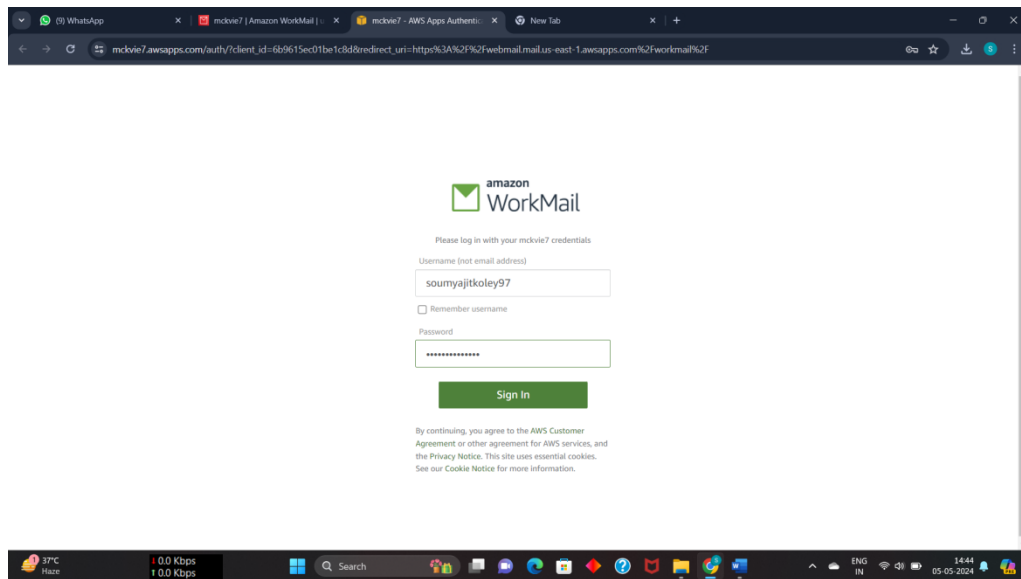 (9) WhatsApp
mckvie7 | Amazon WorkMail | u
mckvie7 - AWS Apps Authentic
New Tab
mckvie7.awsapps.com/auth/?client_id=6b9615ec01be1c8d&redirect_uri=https%3A%2F%2Fwebmail.mail.us-east-1.awsapps.com%2Fworkmail%2F
S
amazon
WorkMail
Please log in with your mckvie7 credentials
Username (not email address)
soumyajitkoley97
Remember username
Password
••••••••••••••
Sign In
By continuing, you agree to the AWS Customer
Agreement or other agreement for AWS services, and
the Privacy Notice. This site uses essential cookies.
See our Cookie Notice for more information.
1
37°C
Haze
0.0 Kbps
0.0 Kbps
Search
ENG
IN
14:44
05-05-2024